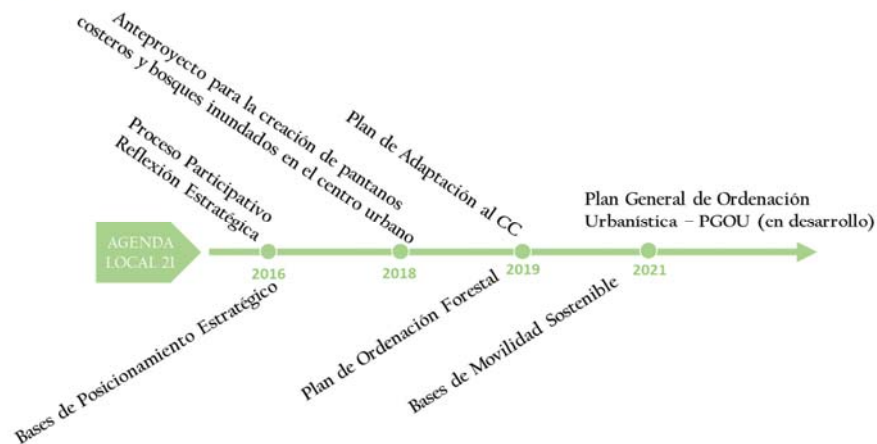 Anteproyecto para la creación de pantanos
costeros y bosques inundados en el centro urbano
Proceso Participativo
Reflexión Estratégica
Plan de Adaptación al CC
Plan General de Ordenación
Urbanística – PGOU (en desarrollo)
AGENDA
LOCAL 21
2016
2018
2019
2021
Bases de Posicionamiento Estratégico
Plan de Ordenación Forestal
Bases de Movilidad Sostenible